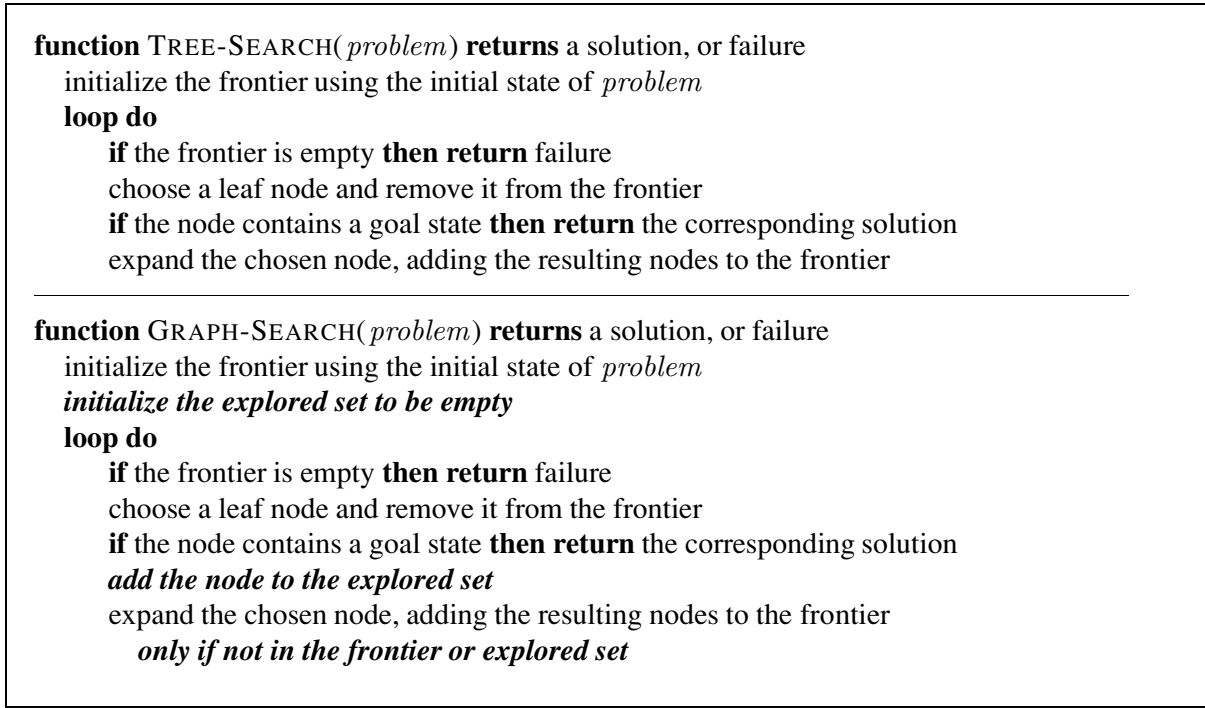 function TREE-SEARCH(problem) returns a solution, or failure
initialize the frontier using the initial state of problem
loop do
if the frontier is empty then return failure
choose a leaf node and remove it from the frontier
if the node contains a goal state then return the corresponding solution
expand the chosen node, adding the resulting nodes to the frontier
function GRAPH-SEARCH(problem) returns a solution, or failure
initialize the frontier using the initial state of problem
initialize the explored set to be empty
loop do
if the frontier is empty then return failure
choose a leaf node and remove it from the frontier
if the node contains a goal state then return the corresponding solution
add the node to the explored set
expand the chosen node, adding the resulting nodes to the frontier
only if not in the frontier or explored set